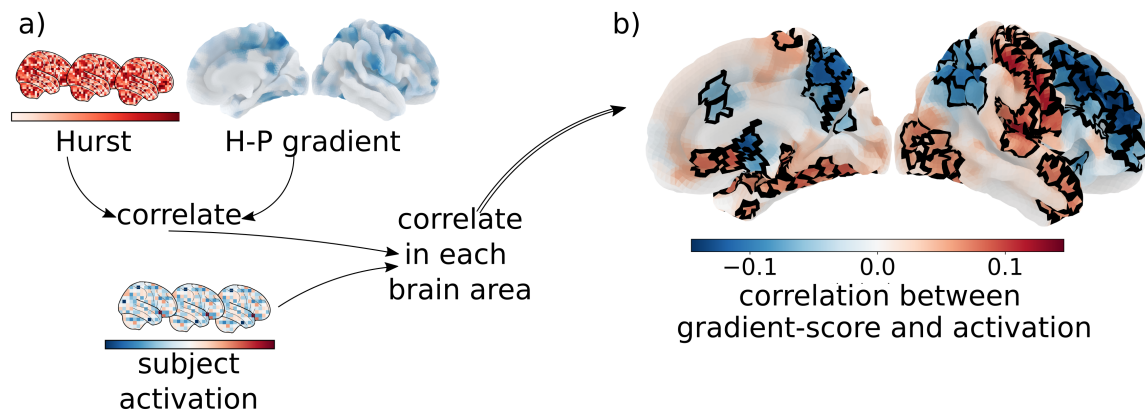 a)
Hurst
H-P gradient
correlate
subject
activation
correlate
in each
brain area
b)
−0.1 0.0 0.1
correlation between
gradient-score and activation